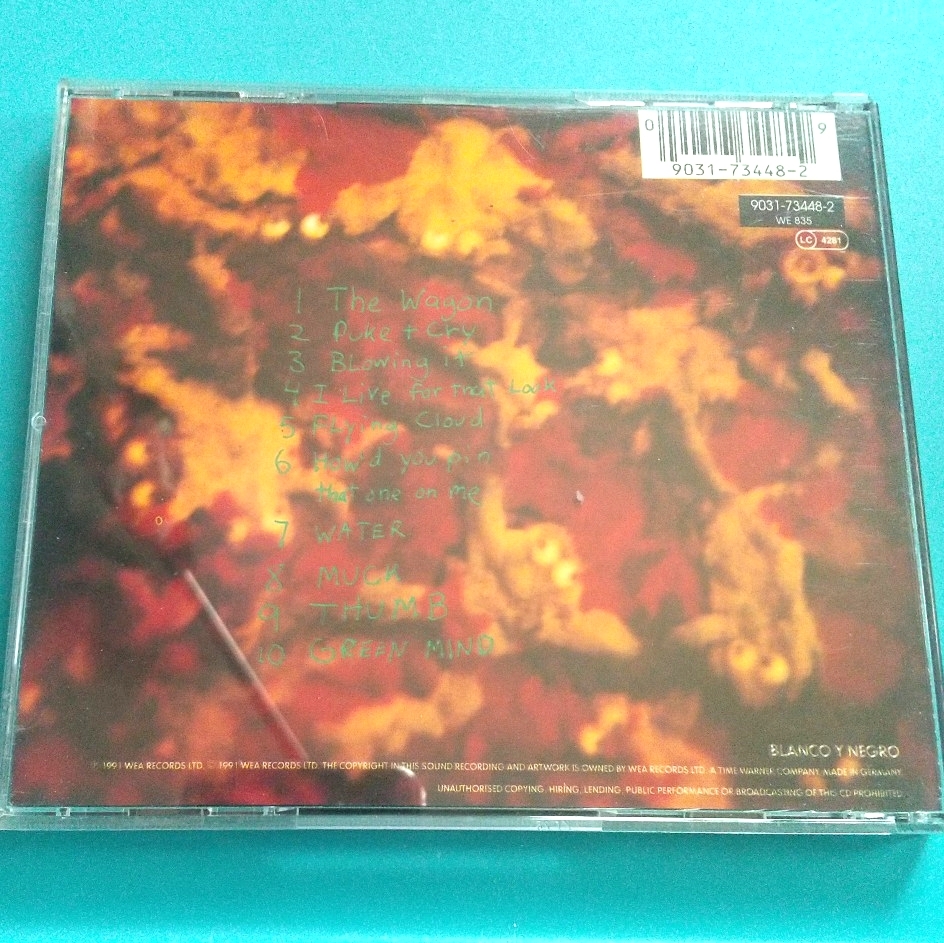 0 9
9031-73448-2
9031-73448-2
WE 835
LC 4281
1 The Wagon
2 Puke + Cry
3 Blowing it
4 I Live for that Look
5 Flying Cloud
6 How'd you pin
that one on me
7 WATER
8 MUCK
9 THUMB
10 GREEN MIND
BLANCO Y NEGRO
℗ 1991 WEA RECORDS LTD. © 1991 WEA RECORDS LTD. THE COPYRIGHT IN THIS SOUND RECORDING AND ARTWORK IS OWNED BY WEA RECORDS LTD. A TIME WARNER COMPANY. MADE IN GERMANY.
UNAUTHORISED COPYING, HIRING, LENDING, PUBLIC PERFORMANCE OR BROADCASTING OF THIS CD PROHIBITED.